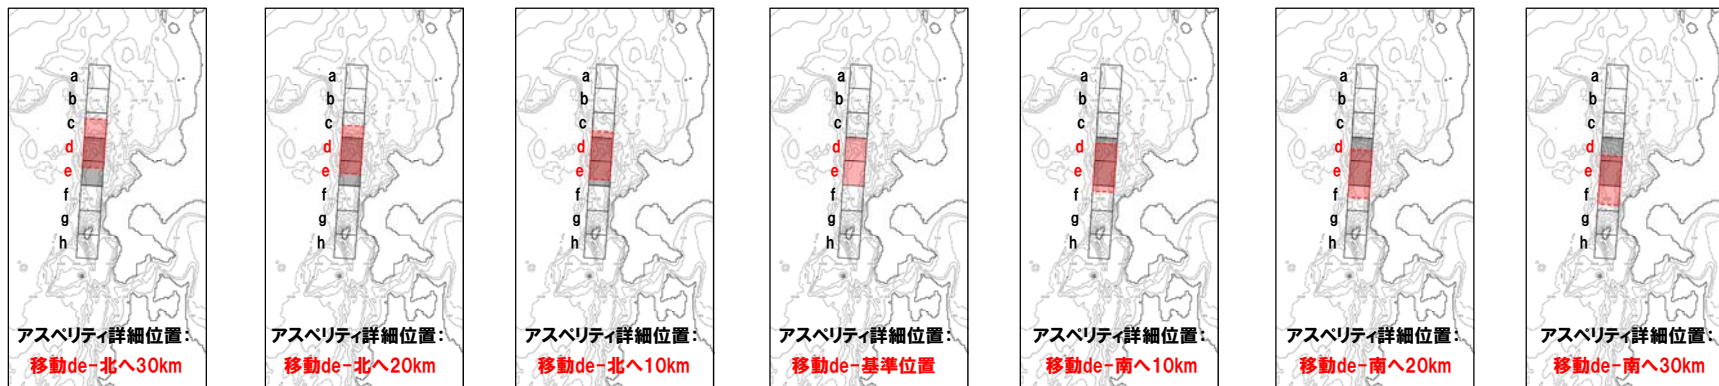 a
b
c
d
e
f
g
h
アスペリティ詳細位置:
移動de-北へ30km
a
b
c
d
e
f
g
h
アスペリティ詳細位置:
移動de-北へ20km
a
b
c
d
e
f
g
h
アスペリティ詳細位置:
移動de-北へ10km
a
b
c
d
e
f
g
h
アスペリティ詳細位置:
移動de-基準位置
a
b
c
d
e
f
g
h
アスペリティ詳細位置:
移動de-南へ10km
a
b
c
d
e
f
g
h
アスペリティ詳細位置:
移動de-南へ20km
a
b
c
d
e
f
g
h
アスペリティ詳細位置:
移動de-南へ30km